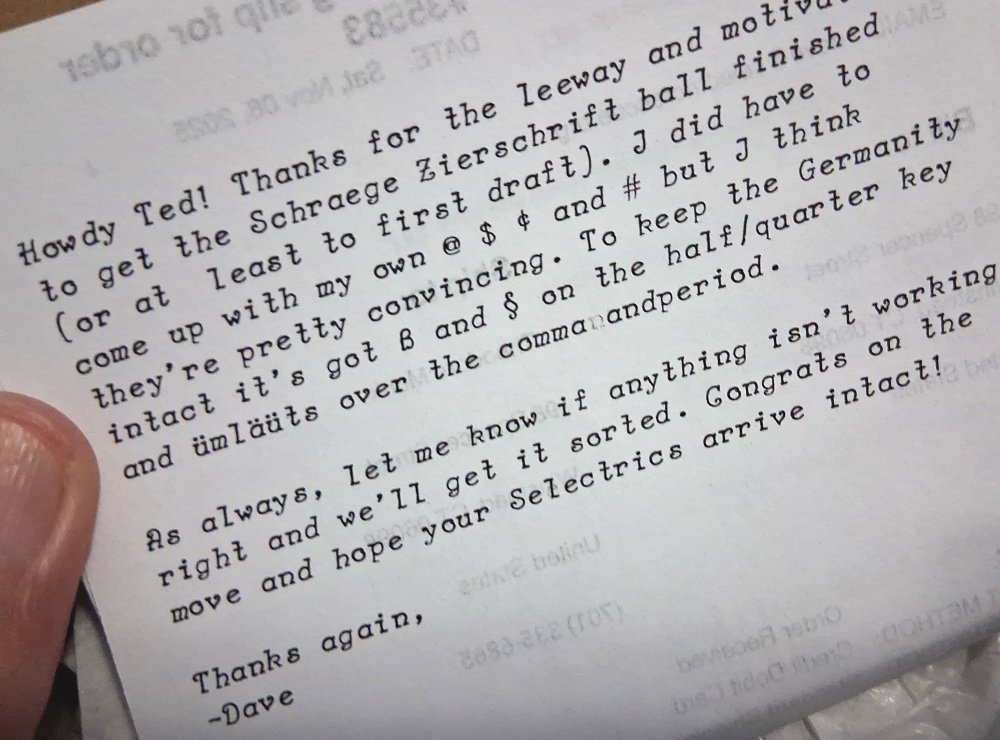 Howdy Ted! Thanks for the leeway and
to get the Schraege Zierschrift ball finished
(or at least to first draft). I did have to
come up with my own @ $ ¢ and # but I think
they're pretty convincing. To keep the Germanity
intact it's got ß and § on the half/quarter key
and ümläüts over the commanandperiod.
As always, let me know if anything isn't working
right and we'll get it sorted. Congrats on the
move and hope your Selectrics arrive intact!
Thanks again,
-Dave